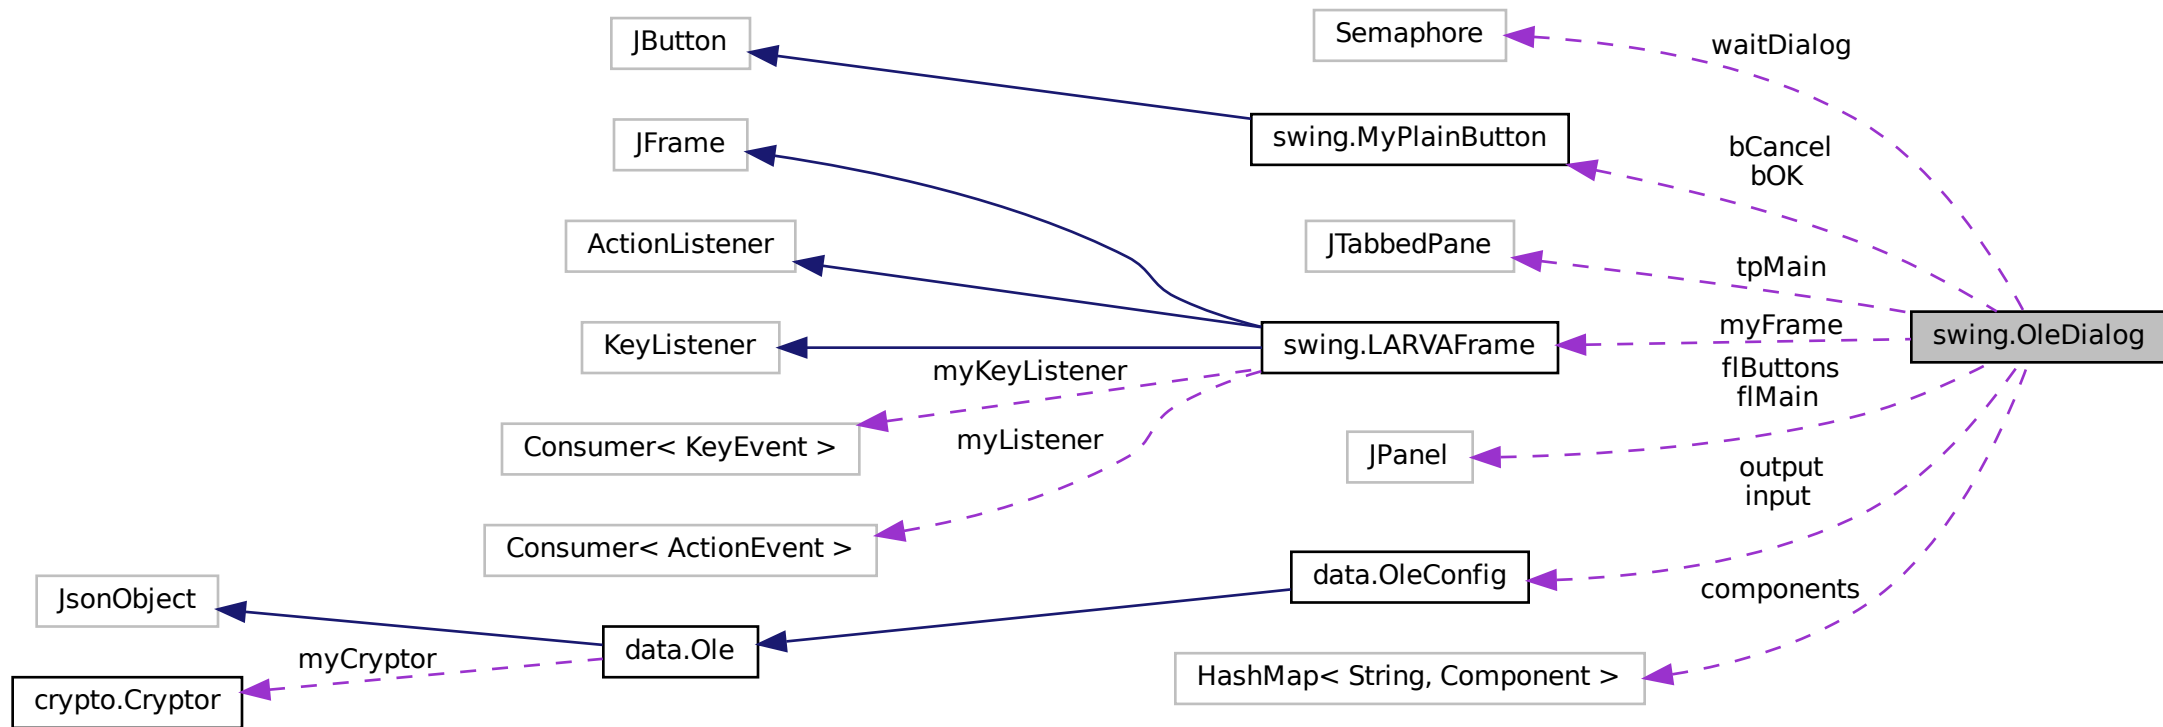 JButton
Semaphore
waitDialog
swing.MyPlainButton
JFrame
bCancel
bOK
ActionListener
JTabbedPane
tpMain
KeyListener
swing.LARVAFrame
myFrame
swing.OleDialog
myKeyListener
flButtons
flMain
Consumer< KeyEvent >
myListener
JPanel
output
input
Consumer< ActionEvent >
data.OleConfig
components
JsonObject
data.Ole
myCryptor
HashMap< String, Component >
crypto.Cryptor